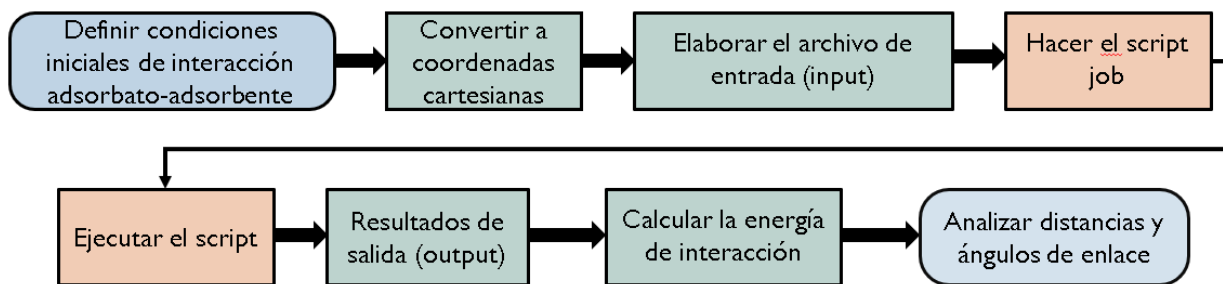 Definir condiciones
iniciales de interacción
adsorbato-adsorbente
Convertir a
coordenadas
cartesianas
Elaborar el archivo de
entrada (input)
Hacer el script
job
Ejecutar el script
Resultados de
salida (output)
Calcular la energía
de interacción
Analizar distancias y
ángulos de enlace